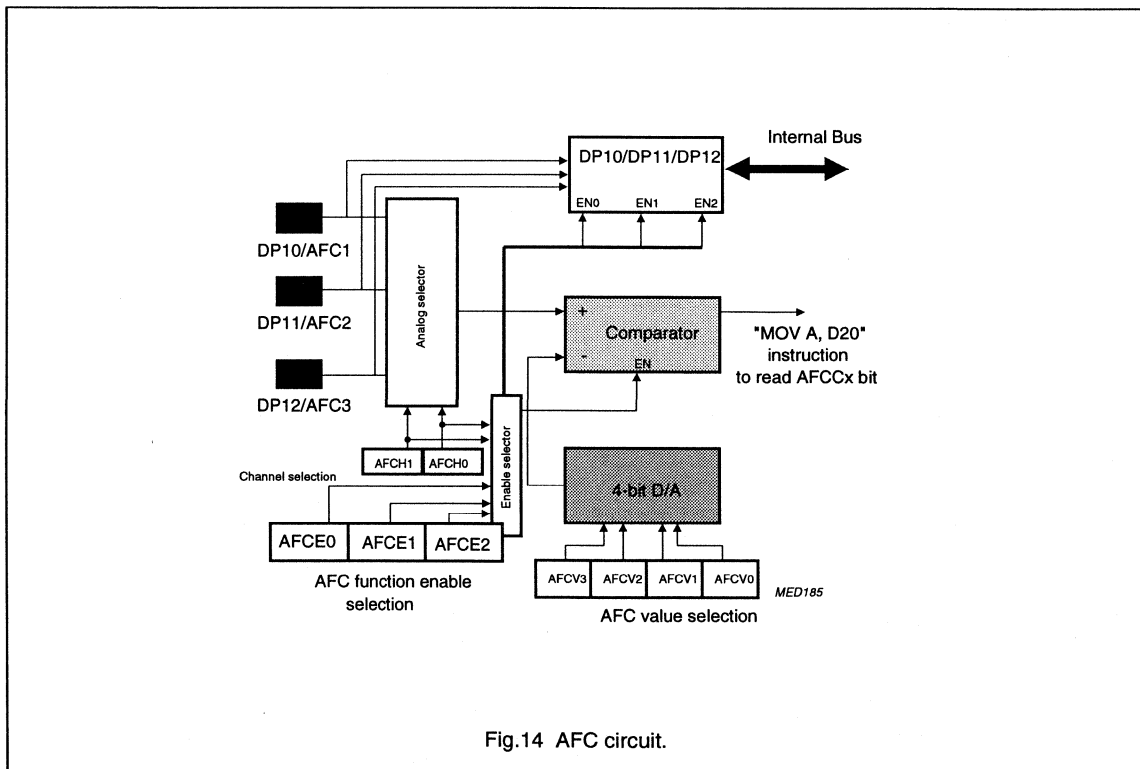 Internal Bus
DP10/DP11/DP12
EN0 EN1 EN2
DP10/AFC1
DP11/AFC2
DP12/AFC3
Analog selector
+
Comparator
-
EN
"MOV A, D20"
instruction
to read AFCCx bit
AFCH1 AFCH0
Channel selection
Enable selector
4-bit D/A
AFCE0 AFCE1 AFCE2
AFC function enable
selection
AFCV3 AFCV2 AFCV1 AFCV0
MED185
AFC value selection
Fig.14 AFC circuit.